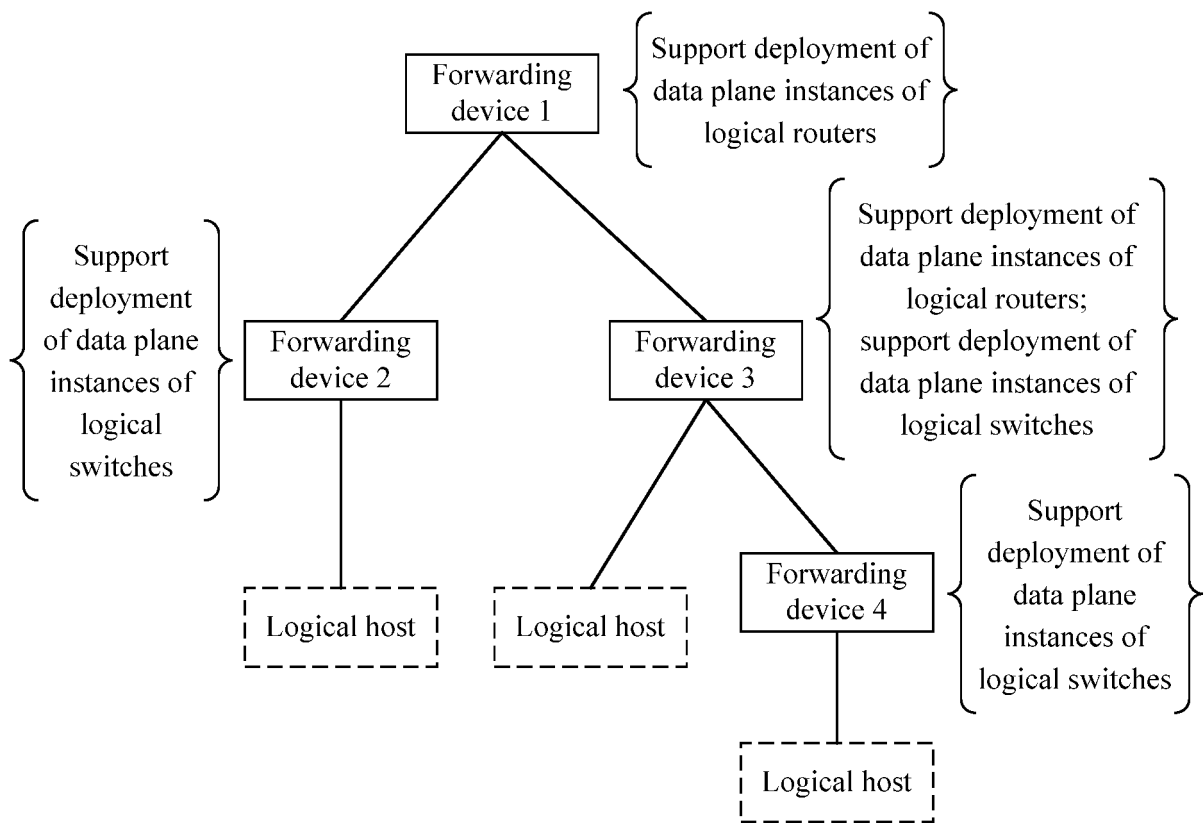 Forwarding
device 1
Support deployment of
data plane instances of
logical routers
Support
deployment
of data plane
instances of
logical
switches
Forwarding
device 2
Forwarding
device 3
Support deployment of
data plane instances of
logical routers;
support deployment of
data plane instances of
logical switches
Logical host
Logical host
Forwarding
device 4
Support
deployment of
data plane
instances of
logical switches
Logical host